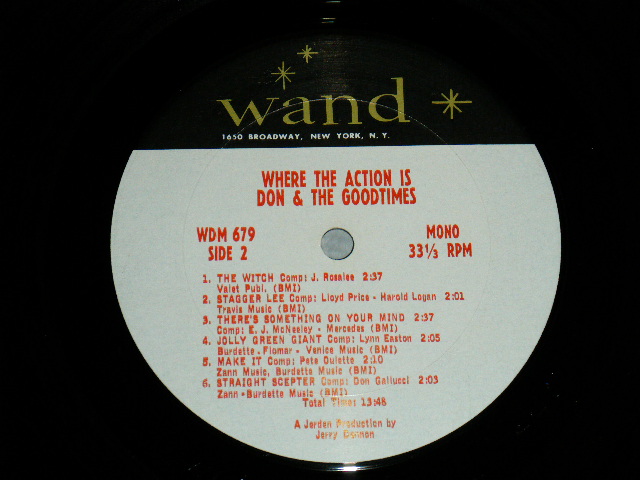 wand
1650 BROADWAY, NEW YORK, N. Y.
WHERE THE ACTION IS
DON & THE GOODTIMES
WDM 679
SIDE 2
MONO
33⅓ RPM
1. THE WITCH Comp: J. Rosalee 2:37
Valet Publ. (BMI)
2. STAGGER LEE Comp: Lloyd Price - Harold Logan 2:01
Travis Music (BMI)
3. THERE'S SOMETHING ON YOUR MIND 2:37
Comp: E. J. McNeeley - Mercedes (BMI)
4. JOLLY GREEN GIANT Comp: Lynn Easton 2:05
Burdette - Flomar - Venice Music (BMI)
5. MAKE IT Comp: Pete Oulette 2:10
Zann Music, Burdette Music (BMI)
6. STRAIGHT SCEPTER Comp: Don Gallucci 2:03
Zann - Burdette Music (BMI)
Total Time: 13:48
A Jerden Production by
Jerry Dennon